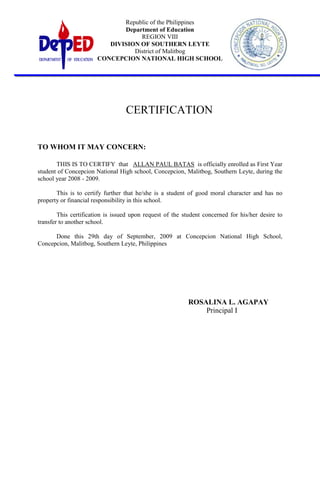 Republic of the Philippines
Department of Education
REGION VIII
DIVISION OF SOUTHERN LEYTE
District of Malitbog
CONCEPCION NATIONAL HIGH SCHOOL
DepED
DEPARTMENT OF EDUCATION
CONCEPCION NATIONAL HIGH SCHOOL
MALITBOG, SO. LEYTE
CERTIFICATION
TO WHOM IT MAY CONCERN:
THIS IS TO CERTIFY that ALLAN PAUL BATAS is officially enrolled as First Year
student of Concepcion National High school, Concepcion, Malitbog, Southern Leyte, during the
school year 2008 - 2009.
This is to certify further that he/she is a student of good moral character and has no
property or financial responsibility in this school.
This certification is issued upon request of the student concerned for his/her desire to
transfer to another school.
Done this 29th day of September, 2009 at Concepcion National High School,
Concepcion, Malitbog, Southern Leyte, Philippines
ROSALINA L. AGAPAY
Principal I